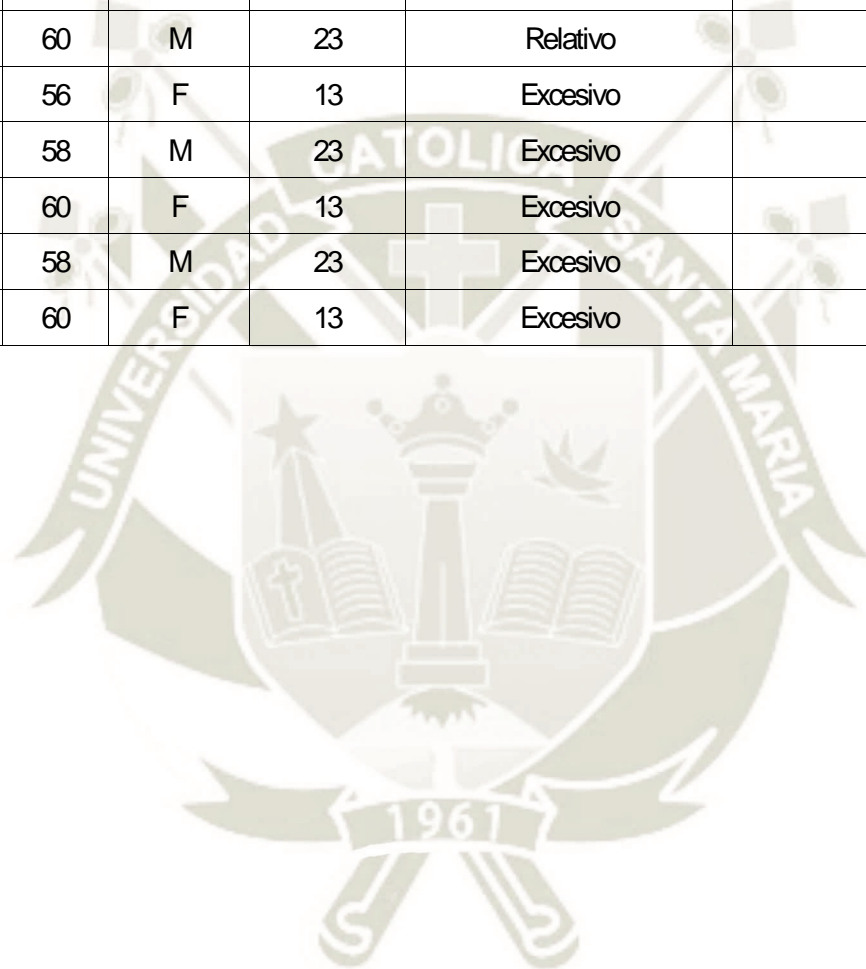 60 M 23 Relativo
56 F 13 Excesivo
58 M 23 Excesivo
60 F 13 Excesivo
58 M 23 Excesivo
60 F 13 Excesivo
UNIVERSIDAD CATOLICA SANTA MARIA
1961